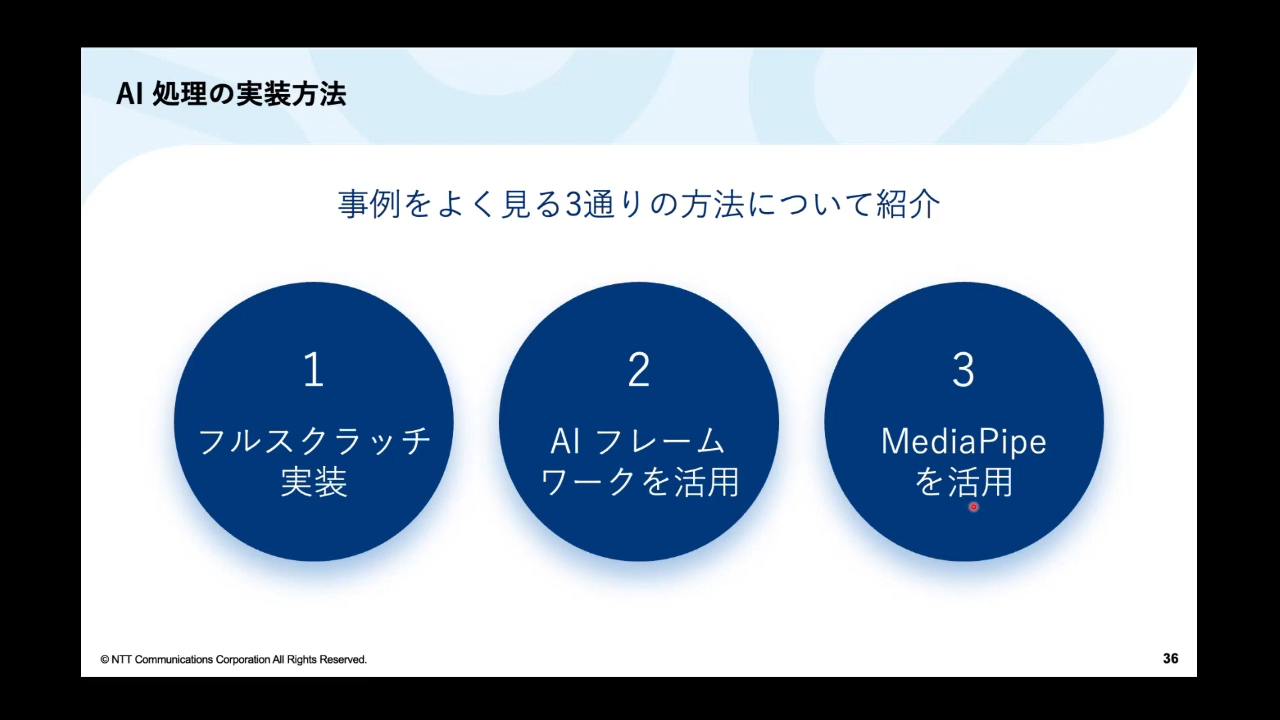 AI 処理の実装方法
事例をよく見る3通りの方法について紹介
1
フルスクラッチ
実装
2
AI フレーム
ワークを活用
3
MediaPipe
を活用
© NTT Communications Corporation All Rights Reserved.
36